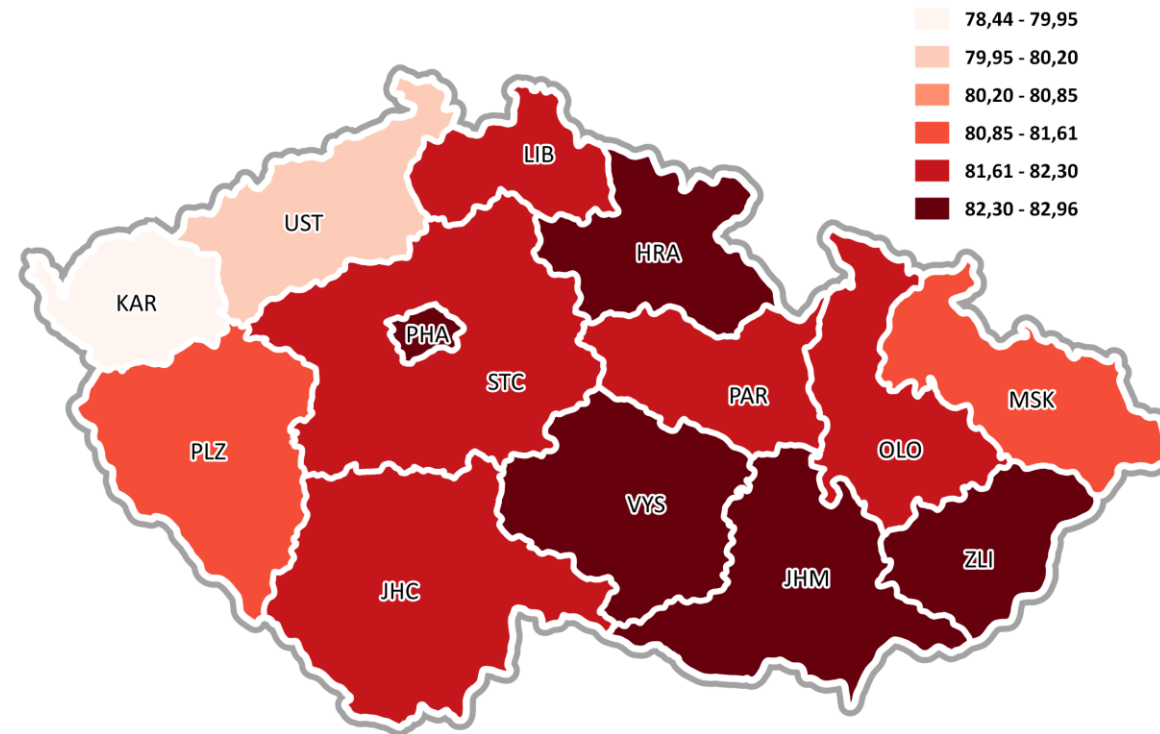 78,44 - 79,95
79,95 - 80,20
80,20 - 80,85
80,85 - 81,61
81,61 - 82,30
82,30 - 82,96
LIB
UST
HRA
KAR
PHA
STC
PAR
MSK
PLZ
OLO
VYS
ZLI
JHC
JHM